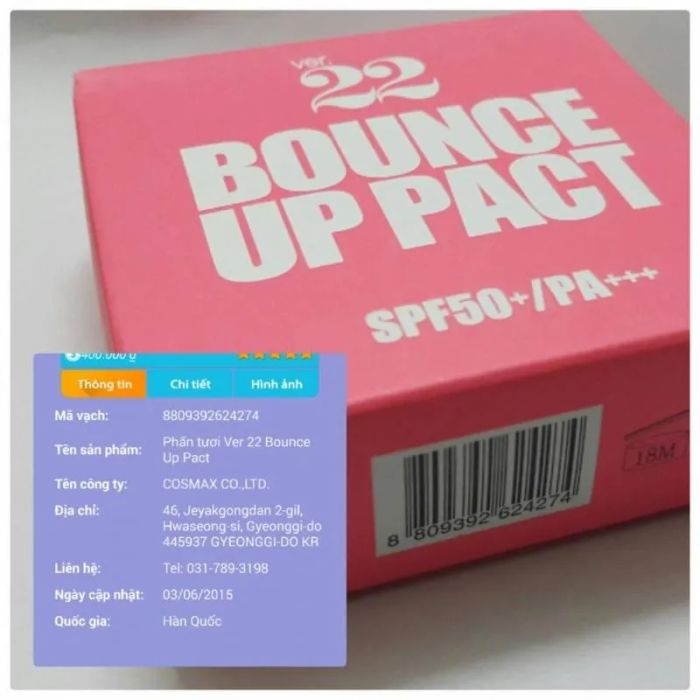 ver.
22
BOUNCE
UP PACT
SPF50+/PA+++
400.000 ₫
Thông tin
Chi tiết
Hình ảnh
Mã vạch: 8809392624274
Tên sản phẩm: Phấn tươi Ver 22 Bounce
Up Pact
Tên công ty: COSMAX CO.,LTD.
Địa chỉ: 46, Jeyakgongdan 2-gil,
Hwaseong-si, Gyeonggi-do
445937 GYEONGGI-DO KR
Liên hệ: Tel: 031-789-3198
Ngày cập nhật: 03/06/2015
Quốc gia: Hàn Quốc
8 809392 624274
18M